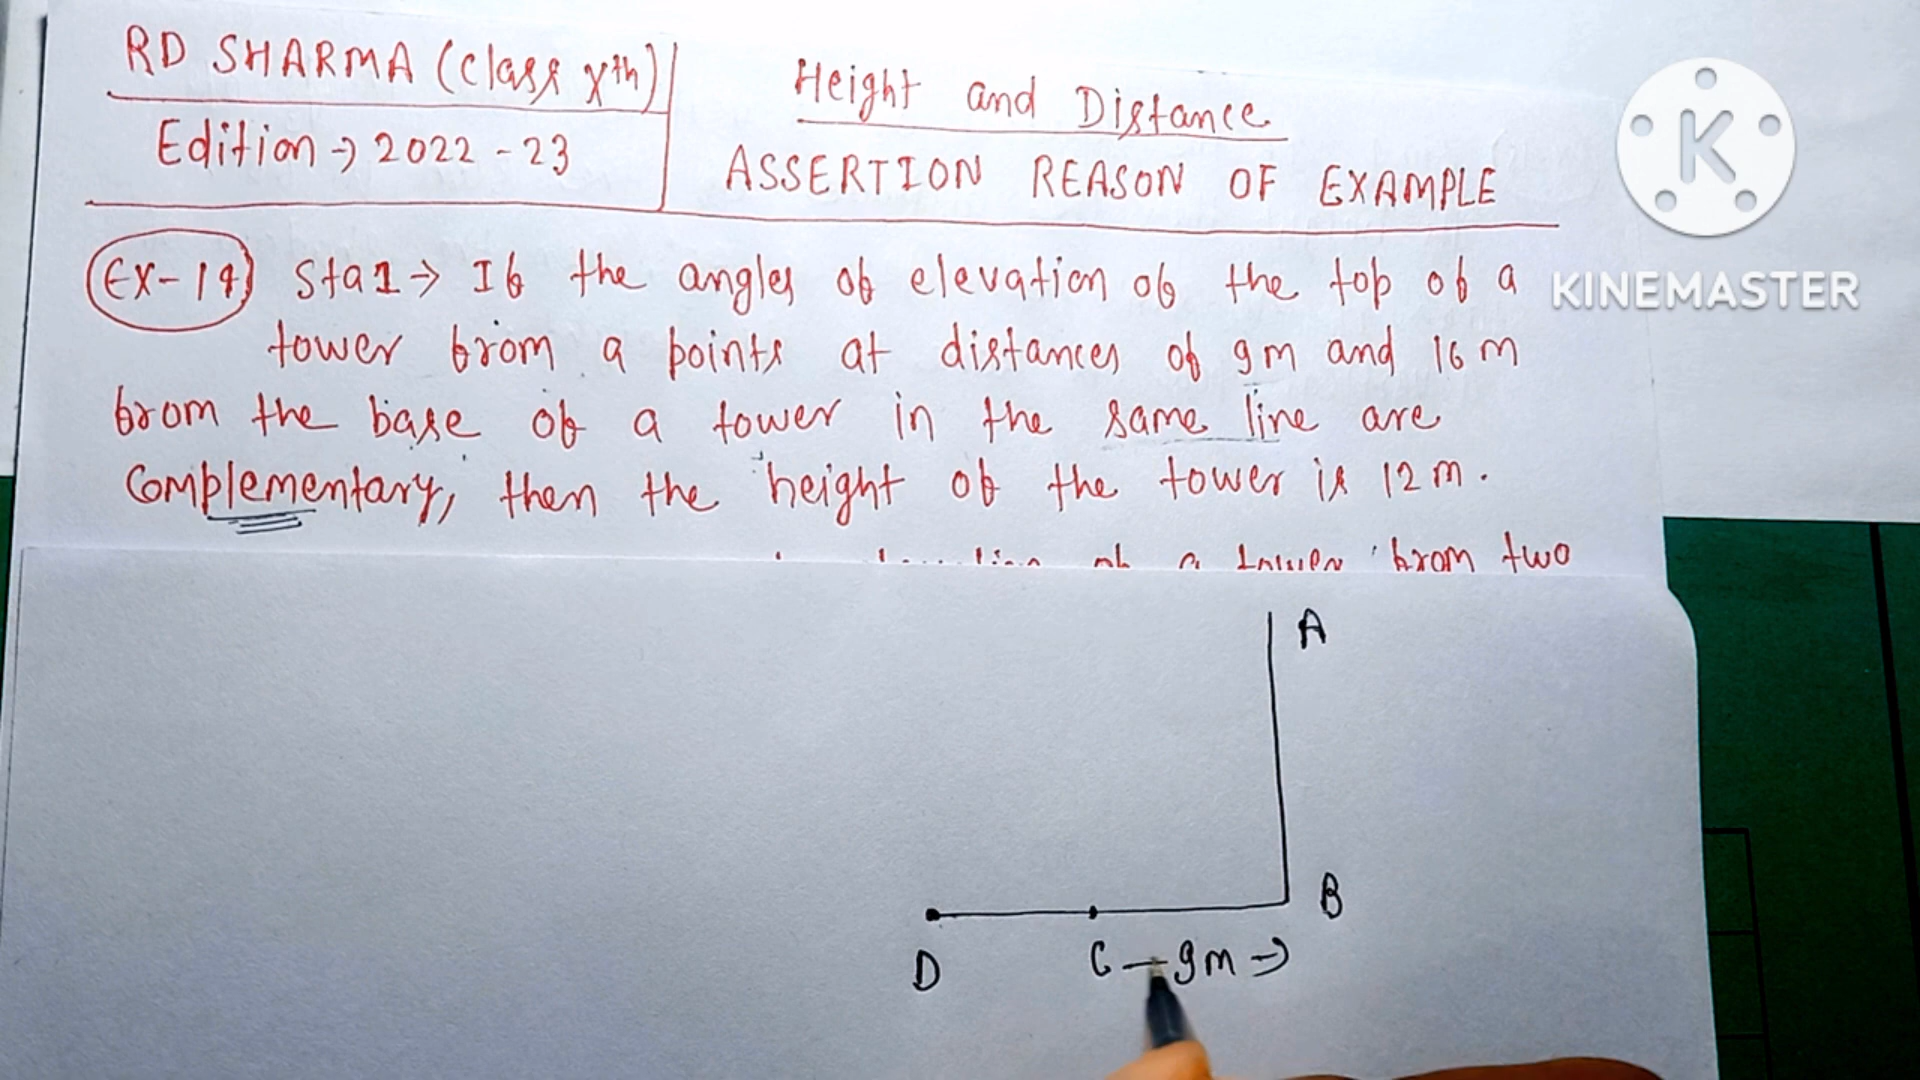 RD SHARMA (Class Xth)
Edition → 2022-23
Height and Distance
ASSERTION REASON OF EXAMPLE
K
KINEMASTER
Ex-19 Sta1→ If the angles of elevation of the top of a
tower from a points at distances of 9m and 16m
from the base of a tower in the same line are
Complementary, then the height of the tower is 12m.
of a tower from two
A
B
C — 9m →
D